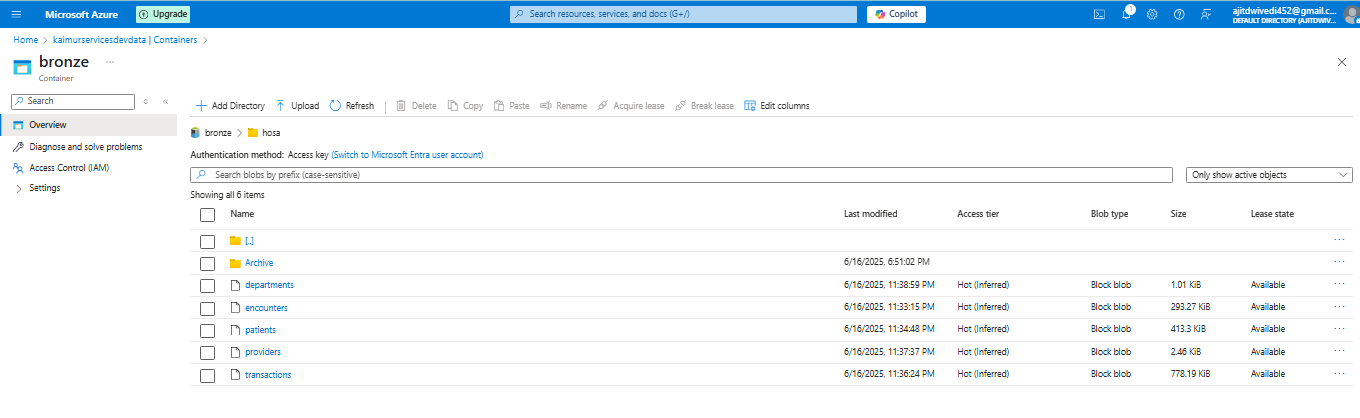 Microsoft Azure Upgrade Search resources, services, and docs (G+/) Copilot 1 ajitdwivedi452@gmail.c...
DEFAULT DIRECTORY (AJITDWIV...
Home > kaimurservicesdevdata | Containers >
bronze ...
Container
Search
Overview
Diagnose and solve problems
Access Control (IAM)
Settings
Add Directory Upload Refresh Delete Copy Paste Rename Acquire lease Break lease Edit columns
bronze > hosa
Authentication method: Access key (Switch to Microsoft Entra user account)
Search blobs by prefix (case-sensitive) Only show active objects
Showing all 6 items
Name Last modified Access tier Blob type Size Lease state
[..] ...
Archive 6/16/2025, 6:51:02 PM ...
departments 6/16/2025, 11:38:59 PM Hot (Inferred) Block blob 1.01 KiB Available ...
encounters 6/16/2025, 11:33:15 PM Hot (Inferred) Block blob 293.27 KiB Available ...
patients 6/16/2025, 11:34:48 PM Hot (Inferred) Block blob 413.3 KiB Available ...
providers 6/16/2025, 11:37:37 PM Hot (Inferred) Block blob 2.46 KiB Available ...
transactions 6/16/2025, 11:36:24 PM Hot (Inferred) Block blob 778.19 KiB Available ...